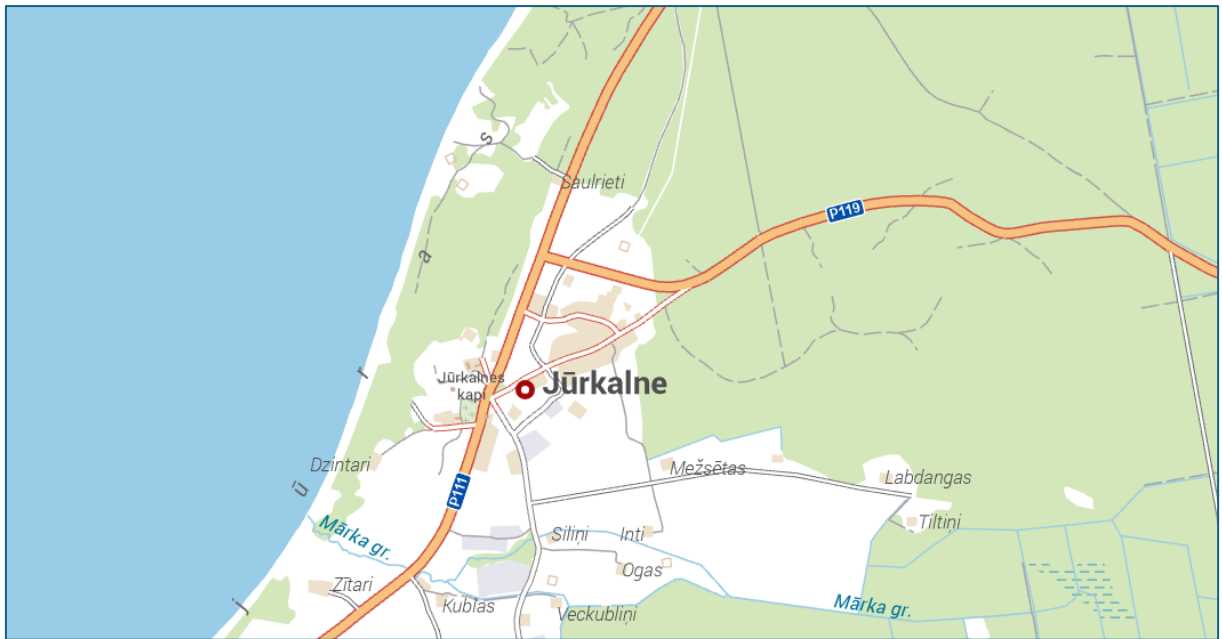 Saulrieti
P119
Jūrkalnes
kapi
Jūrkalne
Dzintari
Mežsētas
Labdangas
P111
Tiltiņi
Mārka gr.
Siliņi
Inti
Ogas
Zītari
Kublas
Veckubliņi
Mārka gr.
j ū r a s